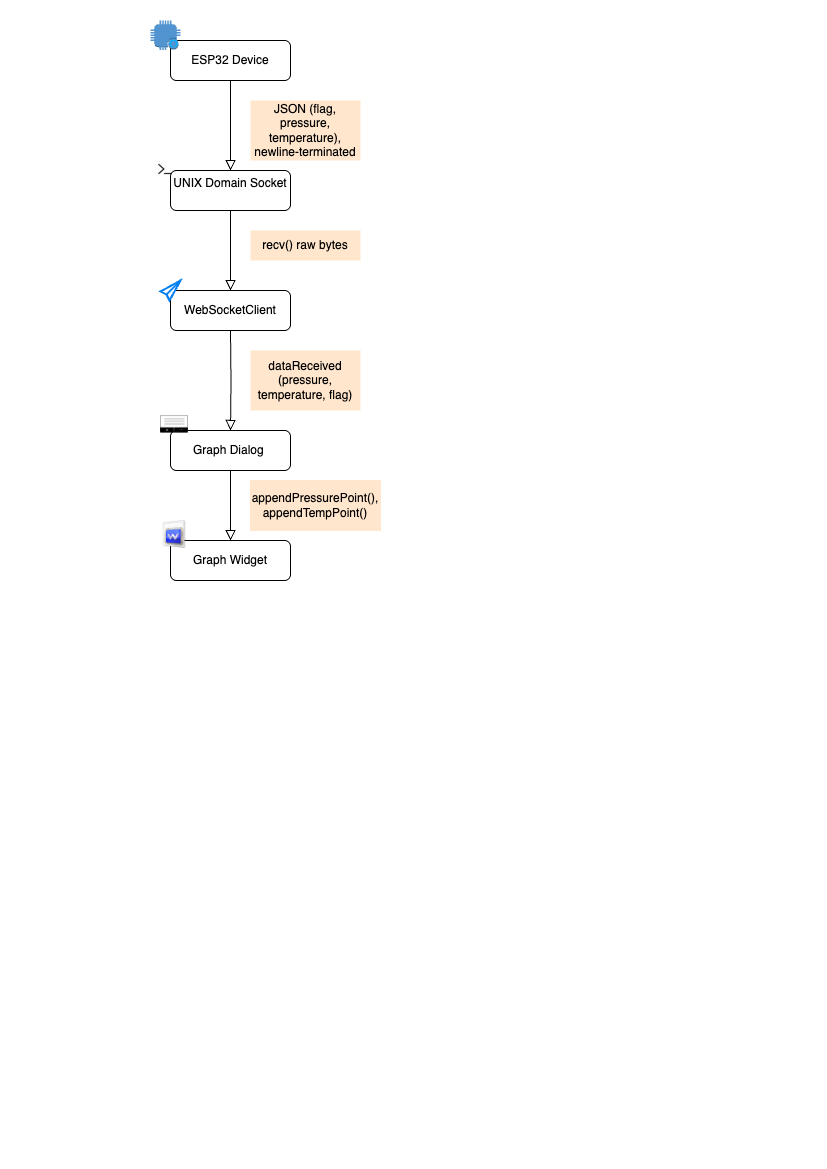 ESP32 Device
JSON (flag,
pressure,
temperature),
newline-terminated
UNIX Domain Socket
recv() raw bytes
WebSocketClient
dataReceived
(pressure,
temperature, flag)
Graph Dialog
appendPressurePoint(),
appendTempPoint()
Graph Widget